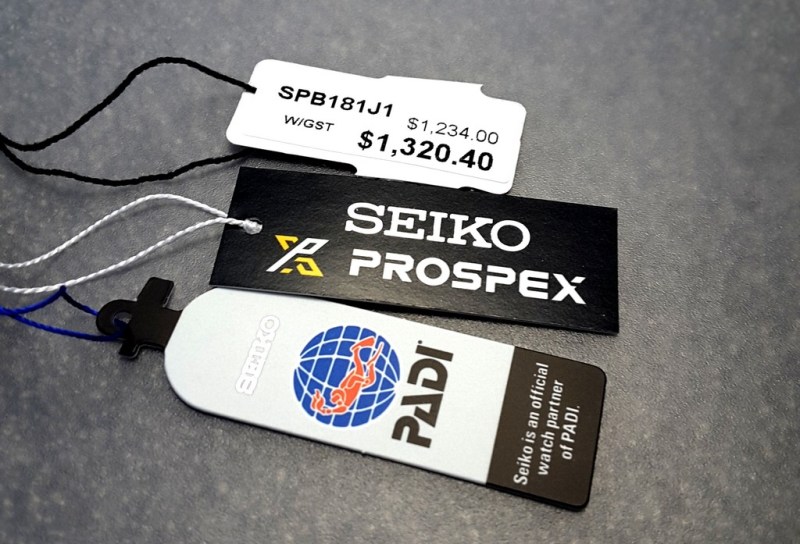 SPB181J1
$1,234.00
W/GST
$1,320.40
SEIKO
PROSPEX
SEIKO
PADI
Seiko is an official
watch partner
of PADI.